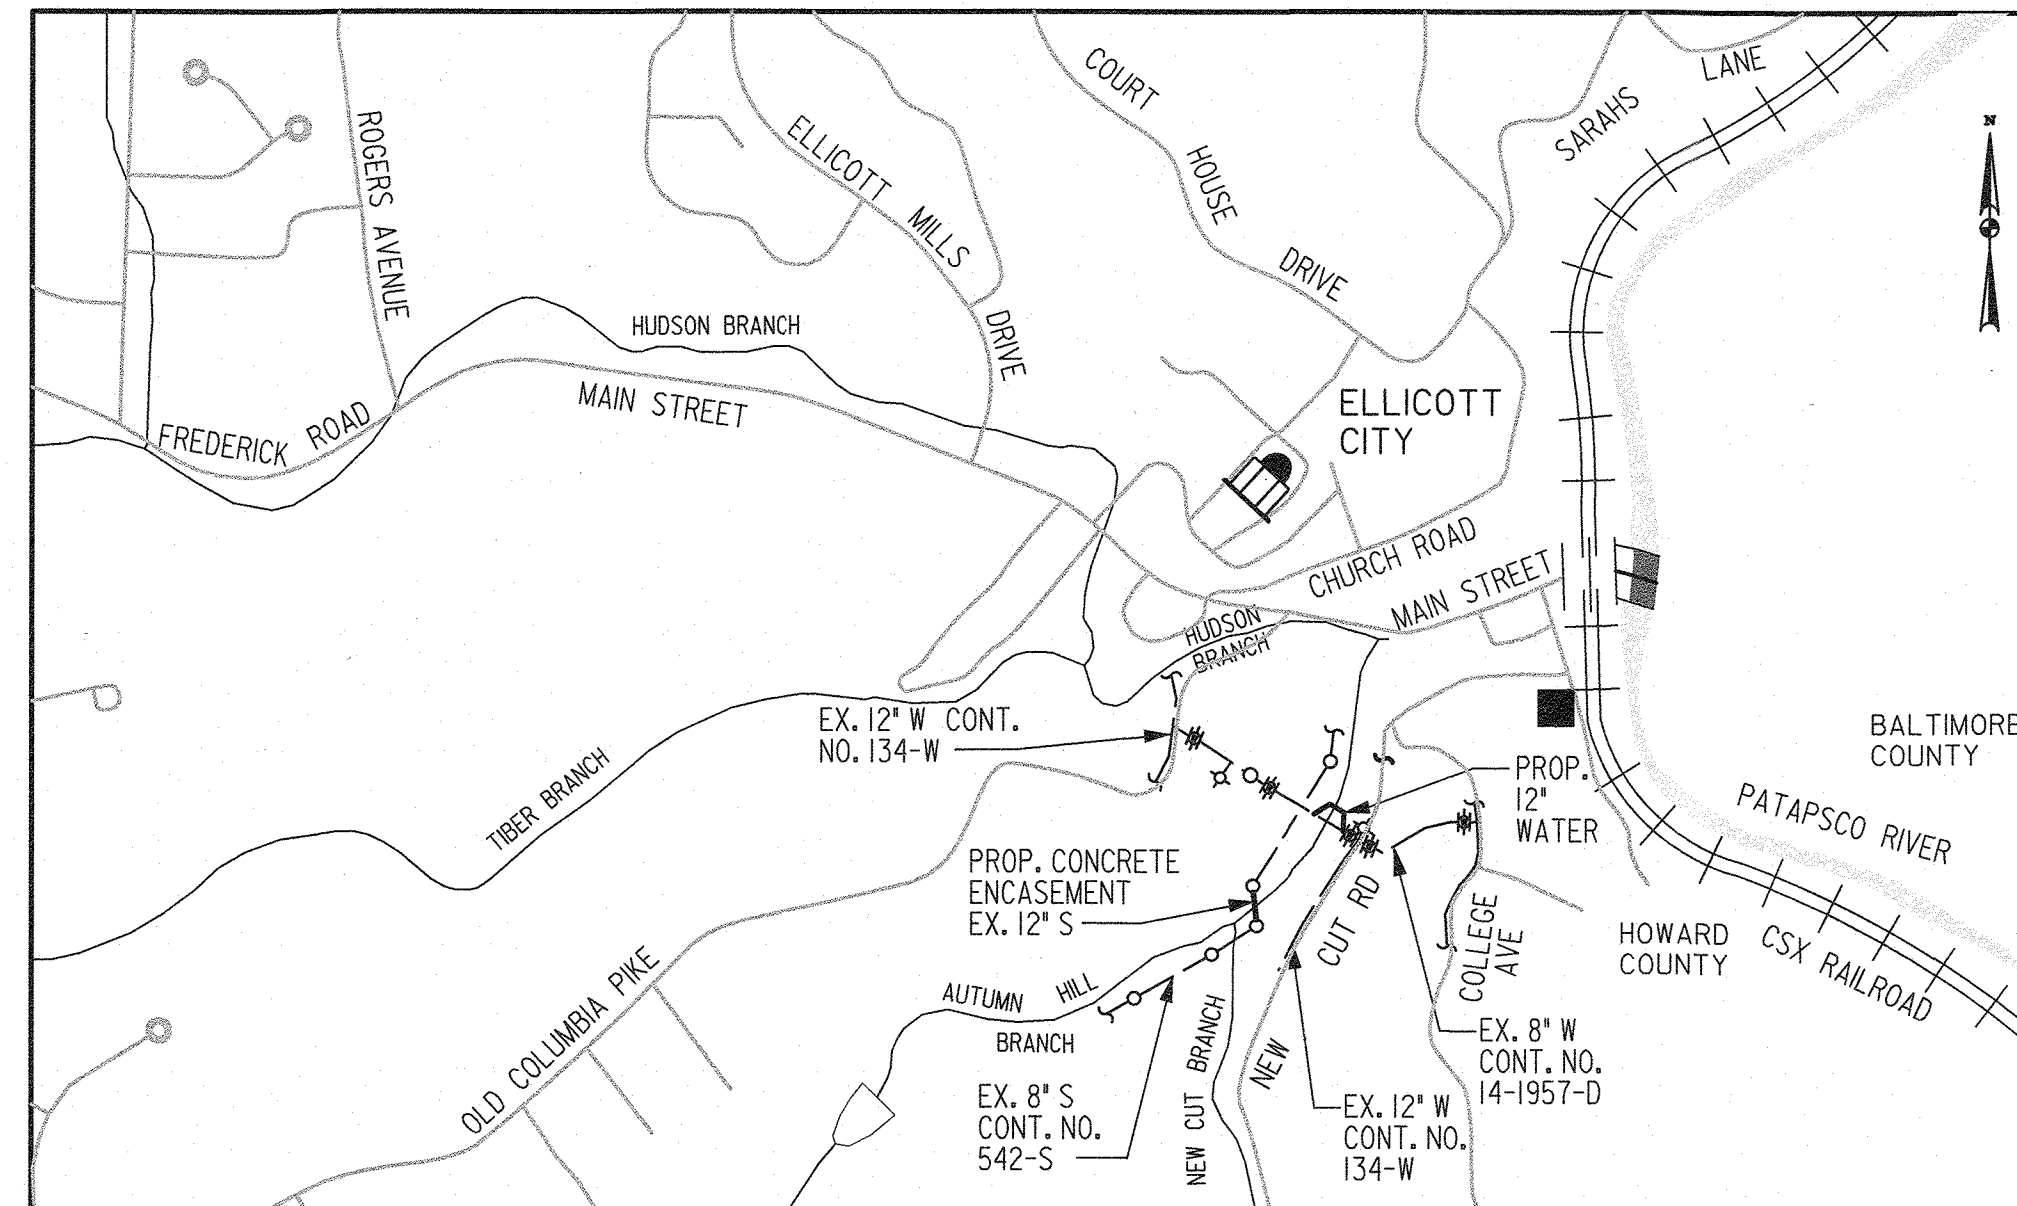 COURT
HOUSE
DRIVE
SARAHS
LANE
N
ROGERS AVENUE
ELLICOTT
MILLS
DRIVE
HUDSON BRANCH
MAIN STREET
FREDERICK ROAD
ELLICOTT
CITY
CHURCH ROAD
MAIN STREET
HUDSON
BRANCH
EX. 12" W CONT.
NO. 134-W
BALTIMORE
COUNTY
TIBER BRANCH
PROP.
12"
WATER
PATAPSCO RIVER
PROP. CONCRETE
ENCASEMENT
EX. 12" S
CUT RD
NEW
COLLEGE
AVE
HOWARD
COUNTY
CSX RAILROAD
OLD COLUMBIA PIKE
AUTUMN HILL
BRANCH
NEW CUT BRANCH
EX. 8" W
CONT. NO.
14-1957-D
EX. 8" S
CONT. NO.
542-S
EX. 12" W
CONT. NO.
134-W